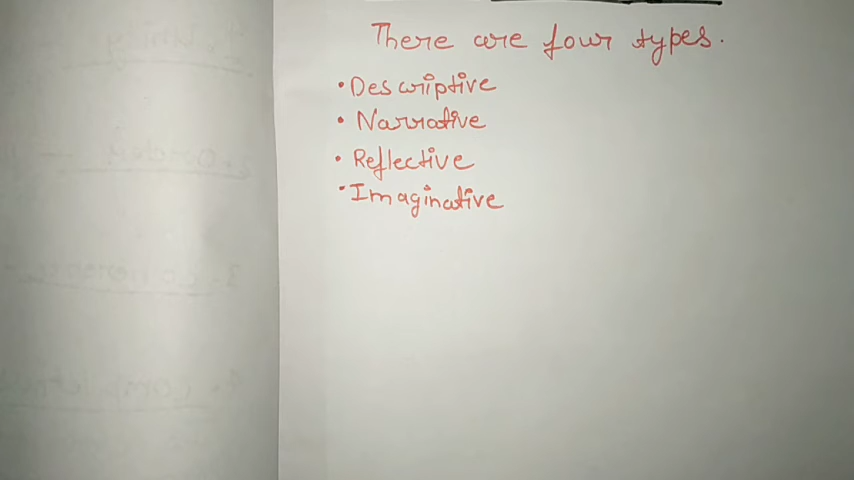 There are four types.
• Descriptive
• Narrative
• Reflective
• Imaginative